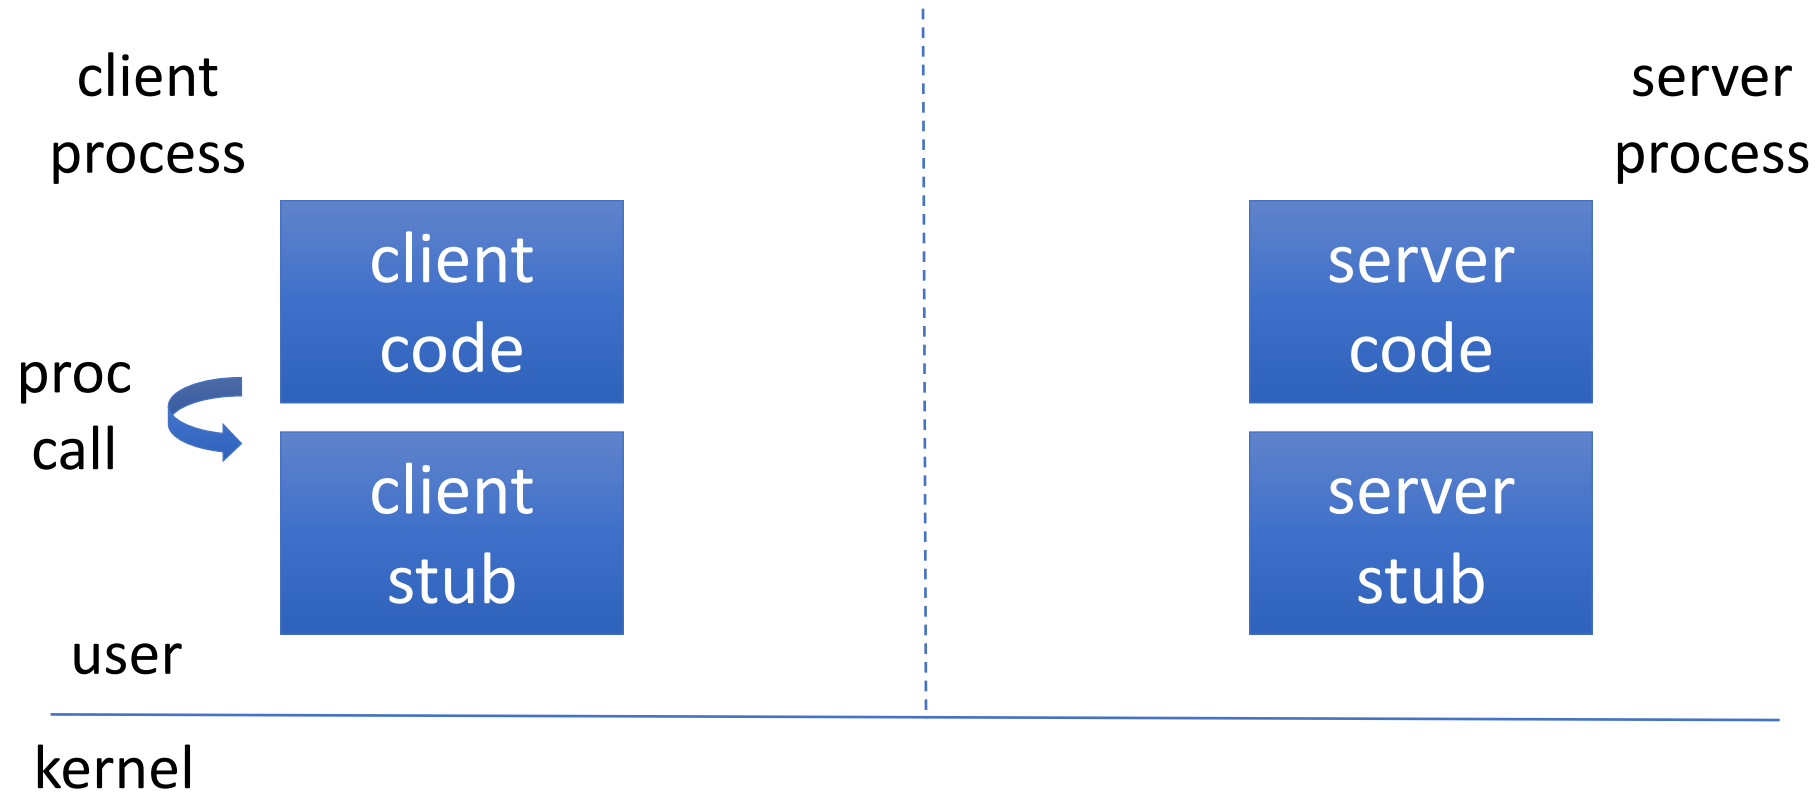 client
process
server
process
client
code
server
code
proc
call
client
stub
server
stub
user
kernel